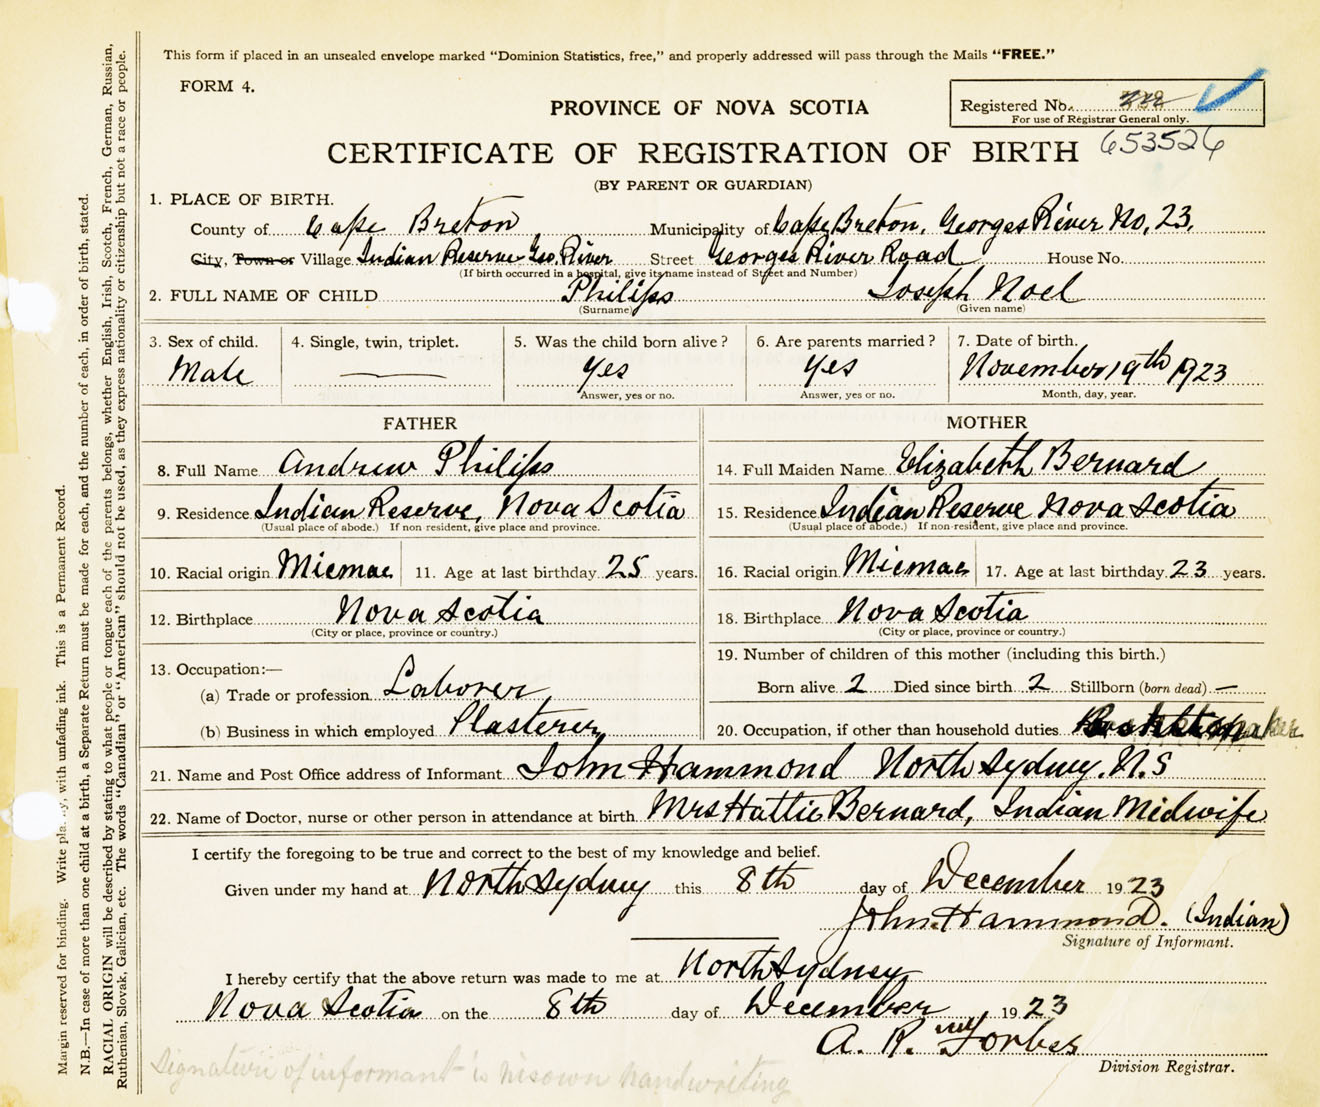 This form if placed in an unsealed envelope marked "Dominion Statistics, free," and properly addressed will pass through the Mails "FREE."
FORM 4.
PROVINCE OF NOVA SCOTIA
Registered No.
For use of Registrar General only.
653526
CERTIFICATE OF REGISTRATION OF BIRTH
(BY PARENT OR GUARDIAN)
1. PLACE OF BIRTH.
County of Cape Breton Municipality of Cape Breton, Georges River No, 23,
City, Town or Village Indian Reserve Geo. River Street Georges River Road House No.
(If birth occurred in a hospital, give its name instead of Street and Number)
2. FULL NAME OF CHILD Philips Joseph Noel
(Surname) (Given name)
3. Sex of child. 4. Single, twin, triplet. 5. Was the child born alive? 6. Are parents married? 7. Date of birth.
Male — Yes Yes November 19th 1923
Answer, yes or no. Answer, yes or no. Month, day, year.
FATHER MOTHER
8. Full Name Andrew Philips 14. Full Maiden Name Elizabeth Bernard
9. Residence Indian Reserve, Nova Scotia 15. Residence Indian Reserve Nova Scotia
(Usual place of abode.) If non-resident, give place and province. (Usual place of abode.) If non-resident, give place and province.
10. Racial origin Micmac 11. Age at last birthday 25 years. 16. Racial origin Micmac 17. Age at last birthday 23 years.
12. Birthplace Nova Scotia 18. Birthplace Nova Scotia
(City or place, province or country.) (City or place, province or country.)
13. Occupation:— 19. Number of children of this mother (including this birth.)
(a) Trade or profession Laborer Born alive 2 Died since birth 2 Stillborn (born dead) —
(b) Business in which employed Plasterer 20. Occupation, if other than household duties
21. Name and Post Office address of Informant John Hammond North Sydney. N.S
22. Name of Doctor, nurse or other person in attendance at birth Mrs Hattie Bernard, Indian Midwife
I certify the foregoing to be true and correct to the best of my knowledge and belief.
Given under my hand at North Sydney this 8th day of December 1923
John Hammond. (Indian)
Signature of Informant.
I hereby certify that the above return was made to me at North Sydney
Nova Scotia on the 8th day of December 1923
A. R. Forbes
Division Registrar.
Signature of informant is his own handwriting
Margin reserved for binding. Write with unfading ink. This is a Permanent Record.
N.B.—In case of more than one child at a birth, a Separate Return must be made for each, and the number of each, in order of birth, stated.
RACIAL ORIGIN will be described by stating to what people or tongue each of the parents belongs, whether English, Irish, Scotch, French, German, Russian,
Ruthenian, Slovak, Galician, etc. The words "Canadian" or "American" should not be used, as they express nationality or citizenship but not a race or people.